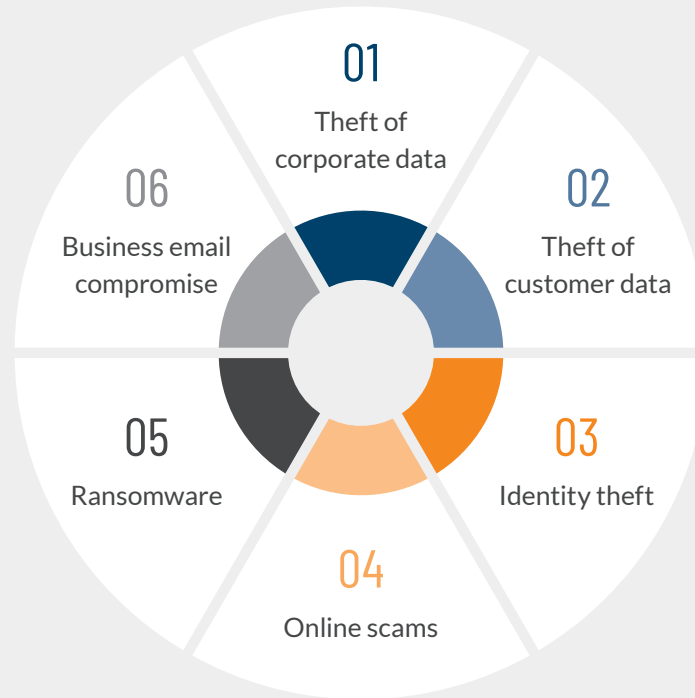 01
Theft of
corporate data
02
Theft of
customer data
03
Identity theft
04
Online scams
05
Ransomware
06
Business email
compromise